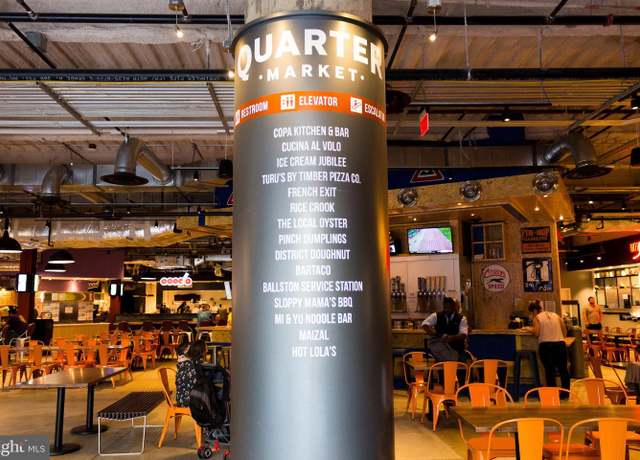 QUARTER
·MARKET·
RESTROOM ELEVATOR ESCALATOR
COPA KITCHEN & BAR
CUCINA AL VOLO
ICE CREAM JUBILEE
TURU'S BY TIMBER PIZZA CO.
FRENCH EXIT
RICE CROOK
THE LOCAL OYSTER
PINCH DUMPLINGS
DISTRICT DOUGHNUT
BARTACO
BALLSTON SERVICE STATION
SLOPPY MAMA'S BBQ
MI & YU NOODLE BAR
MAIZAL
HOT LOLA'S
ght MLS